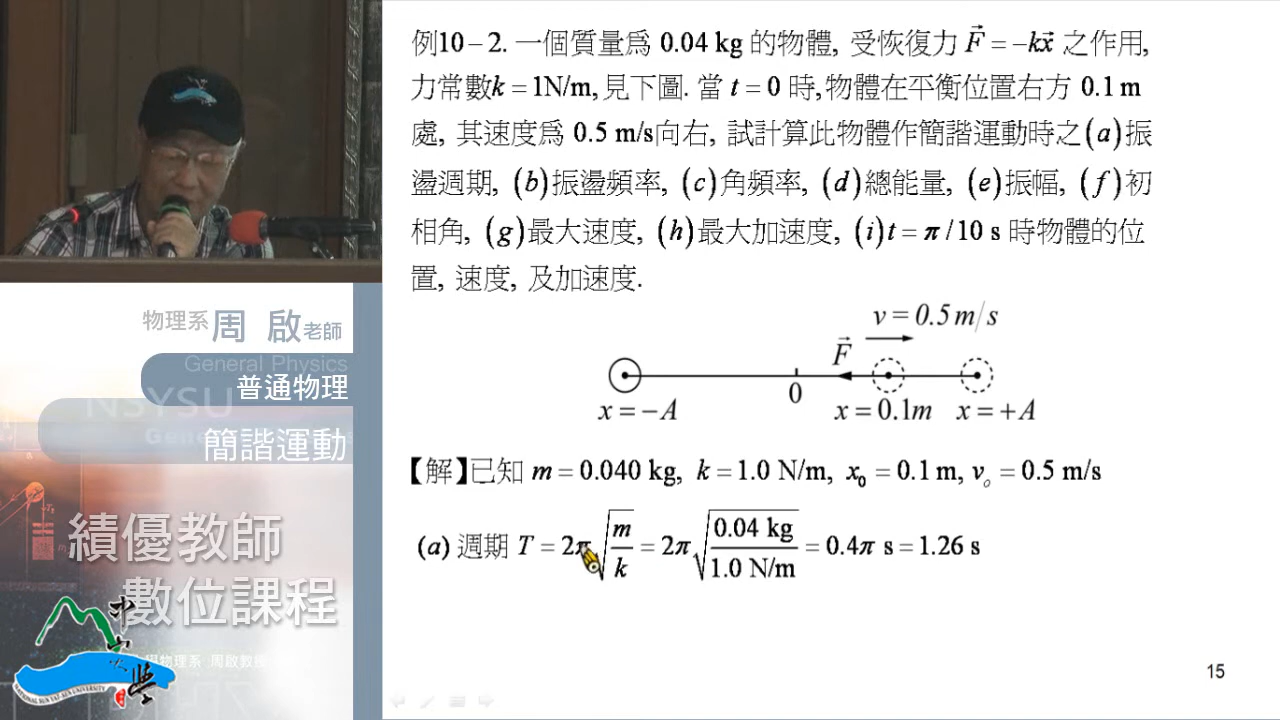 例10-2. 一個質量為 0.04 kg 的物體, 受恢復力 F⃗ = -kx⃗ 之作用,
力常數k = 1N/m, 見下圖. 當 t = 0 時, 物體在平衡位置右方 0.1 m
處, 其速度為 0.5 m/s向右, 試計算此物體作簡諧運動時之(a)振
盪週期, (b)振盪頻率, (c)角頻率, (d)總能量, (e)振幅, (f)初
相角, (g)最大速度, (h)最大加速度, (i)t = π/10 s 時物體的位
置, 速度, 及加速度.
v = 0.5 m/s
F⃗
0
x = -A
x = 0.1m
x = +A
【解】已知 m = 0.040 kg, k = 1.0 N/m, x₀ = 0.1 m, vₒ = 0.5 m/s
(a) 週期 T = 2π√(m/k) = 2π√(0.04 kg/1.0 N/m) = 0.4π s = 1.26 s
15
物理系 周 啟 老師
General Physics
普通物理
NSYSU
簡諧運動
績優教師
數位課程